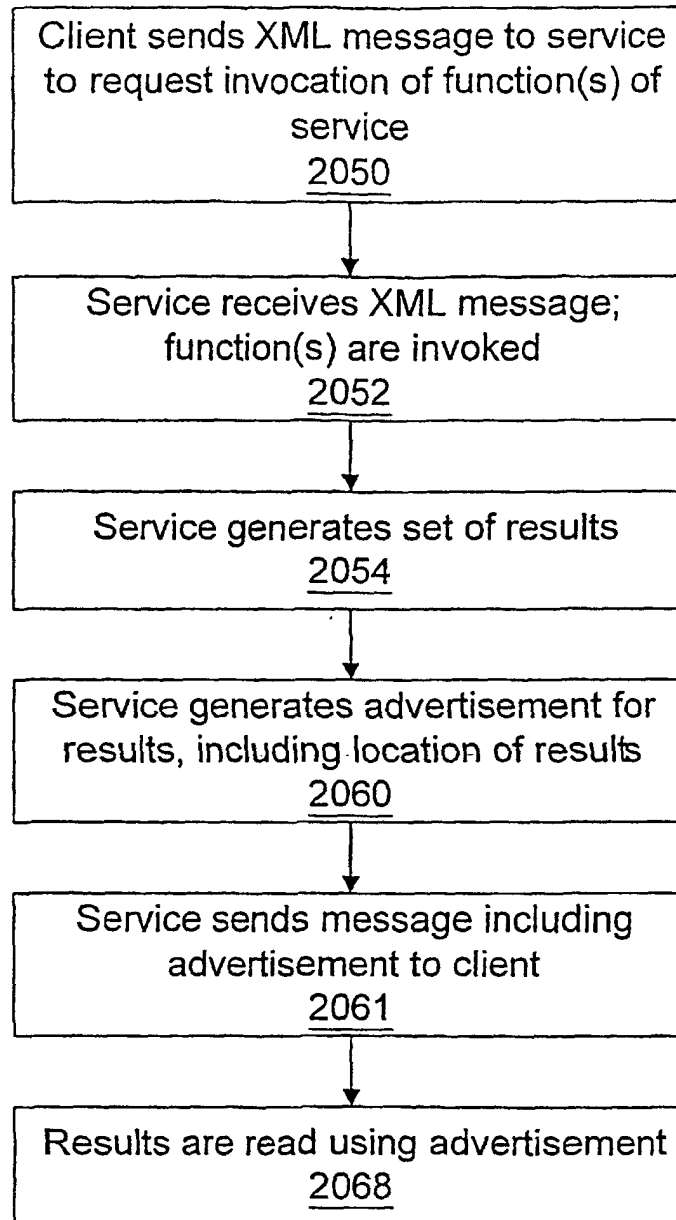 Client sends XML message to service
to request invocation of function(s) of
service
2050
Service receives XML message;
function(s) are invoked
2052
Service generates set of results
2054
Service generates advertisement for
results, including location of results
2060
Service sends message including
advertisement to client
2061
Results are read using advertisement
2068